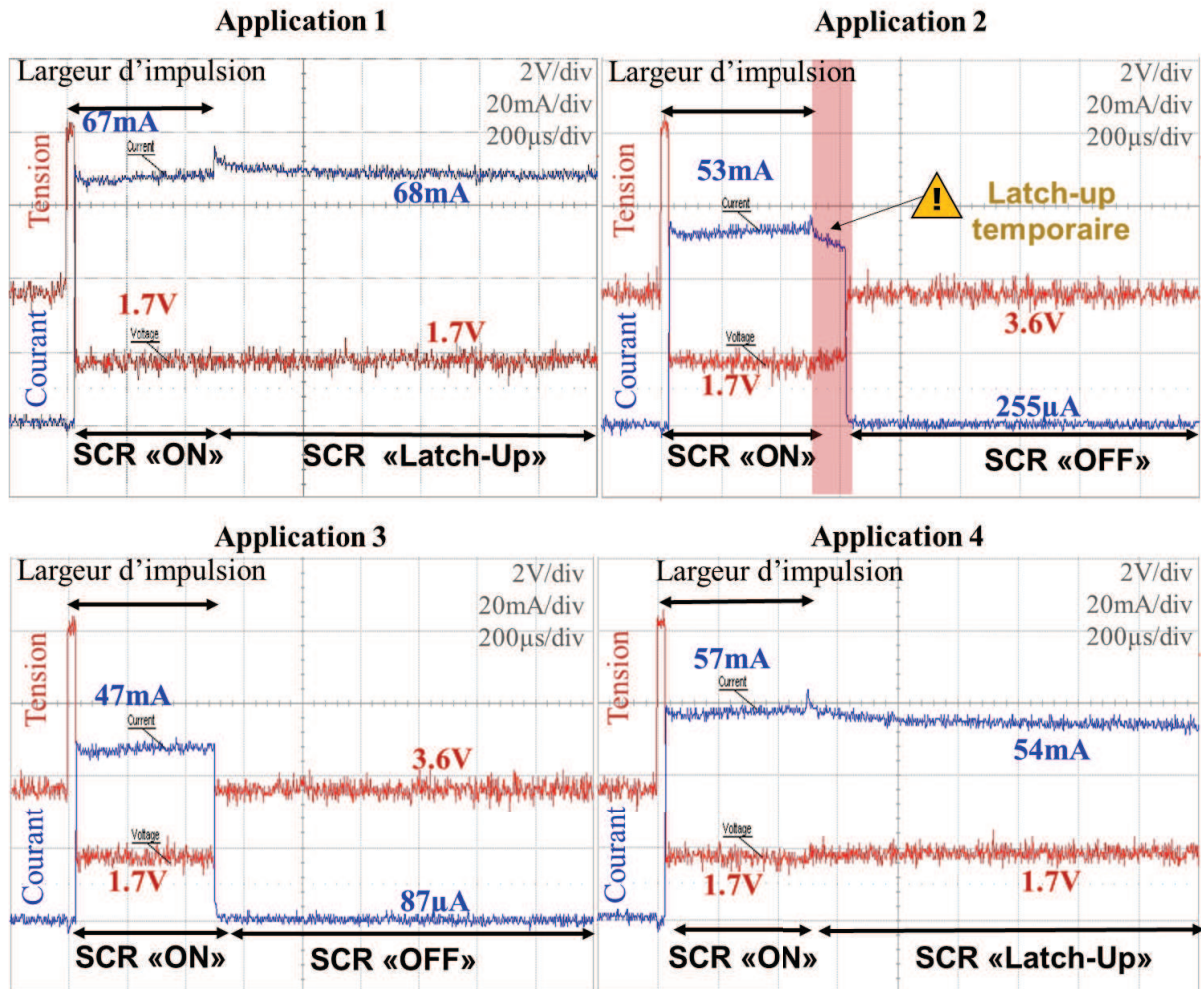 Application 1
Largeur d'impulsion
2V/div
20mA/div
200µs/div
67mA
Current
68mA
Tension
1.7V
Voltage
1.7V
Courant
SCR «ON»
SCR «Latch-Up»
Application 2
Largeur d'impulsion
2V/div
20mA/div
200µs/div
53mA
Current
!
Latch-up
temporaire
Tension
3.6V
Voltage
1.7V
Courant
255µA
SCR «ON»
SCR «OFF»
Application 3
Largeur d'impulsion
2V/div
20mA/div
200µs/div
Tension
47mA
Current
3.6V
Voltage
1.7V
Courant
87µA
SCR «ON»
SCR «OFF»
Application 4
Largeur d'impulsion
2V/div
20mA/div
200µs/div
Tension
57mA
Current
54mA
Voltage
1.7V
1.7V
Courant
SCR «ON»
SCR «Latch-Up»